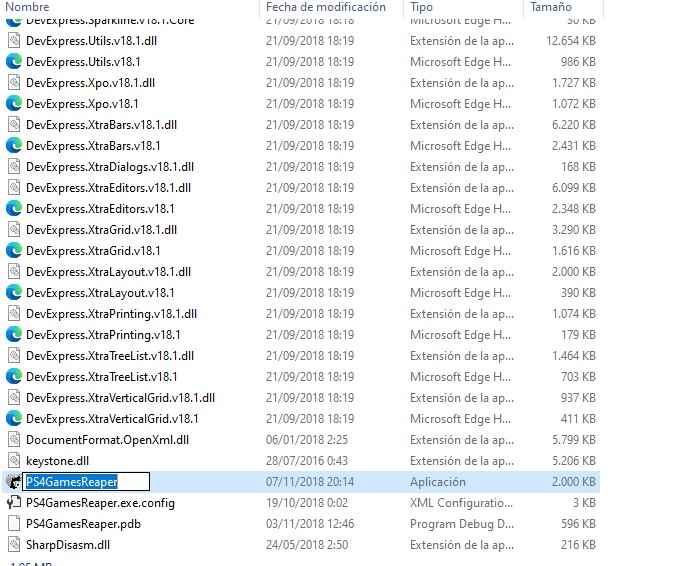 Nombre Fecha de modificación Tipo Tamaño
DevExpress.Sparkline.v18.1.Core 21/09/2018 18:18 Microsoft Edge H... 30 KB
DevExpress.Utils.v18.1.dll 21/09/2018 18:19 Extensión de la ap... 12.654 KB
DevExpress.Utils.v18.1 21/09/2018 18:19 Microsoft Edge H... 986 KB
DevExpress.Xpo.v18.1.dll 21/09/2018 18:19 Extensión de la ap... 1.727 KB
DevExpress.Xpo.v18.1 21/09/2018 18:19 Microsoft Edge H... 1.072 KB
DevExpress.XtraBars.v18.1.dll 21/09/2018 18:19 Extensión de la ap... 6.220 KB
DevExpress.XtraBars.v18.1 21/09/2018 18:19 Microsoft Edge H... 2.431 KB
DevExpress.XtraDialogs.v18.1.dll 21/09/2018 18:19 Extensión de la ap... 168 KB
DevExpress.XtraEditors.v18.1.dll 21/09/2018 18:19 Extensión de la ap... 6.099 KB
DevExpress.XtraEditors.v18.1 21/09/2018 18:19 Microsoft Edge H... 2.348 KB
DevExpress.XtraGrid.v18.1.dll 21/09/2018 18:19 Extensión de la ap... 3.290 KB
DevExpress.XtraGrid.v18.1 21/09/2018 18:19 Microsoft Edge H... 1.616 KB
DevExpress.XtraLayout.v18.1.dll 21/09/2018 18:19 Extensión de la ap... 2.000 KB
DevExpress.XtraLayout.v18.1 21/09/2018 18:19 Microsoft Edge H... 390 KB
DevExpress.XtraPrinting.v18.1.dll 21/09/2018 18:19 Extensión de la ap... 1.074 KB
DevExpress.XtraPrinting.v18.1 21/09/2018 18:19 Microsoft Edge H... 179 KB
DevExpress.XtraTreeList.v18.1.dll 21/09/2018 18:19 Extensión de la ap... 1.464 KB
DevExpress.XtraTreeList.v18.1 21/09/2018 18:19 Microsoft Edge H... 703 KB
DevExpress.XtraVerticalGrid.v18.1.dll 21/09/2018 18:19 Extensión de la ap... 937 KB
DevExpress.XtraVerticalGrid.v18.1 21/09/2018 18:19 Microsoft Edge H... 411 KB
DocumentFormat.OpenXml.dll 06/01/2018 2:25 Extensión de la ap... 5.799 KB
keystone.dll 28/07/2016 0:43 Extensión de la ap... 5.206 KB
PS4GamesReaper 07/11/2018 20:14 Aplicación 2.000 KB
PS4GamesReaper.exe.config 19/10/2018 0:02 XML Configuratio... 3 KB
PS4GamesReaper.pdb 03/11/2018 12:46 Program Debug D... 596 KB
SharpDisasm.dll 24/05/2018 2:50 Extensión de la ap... 216 KB